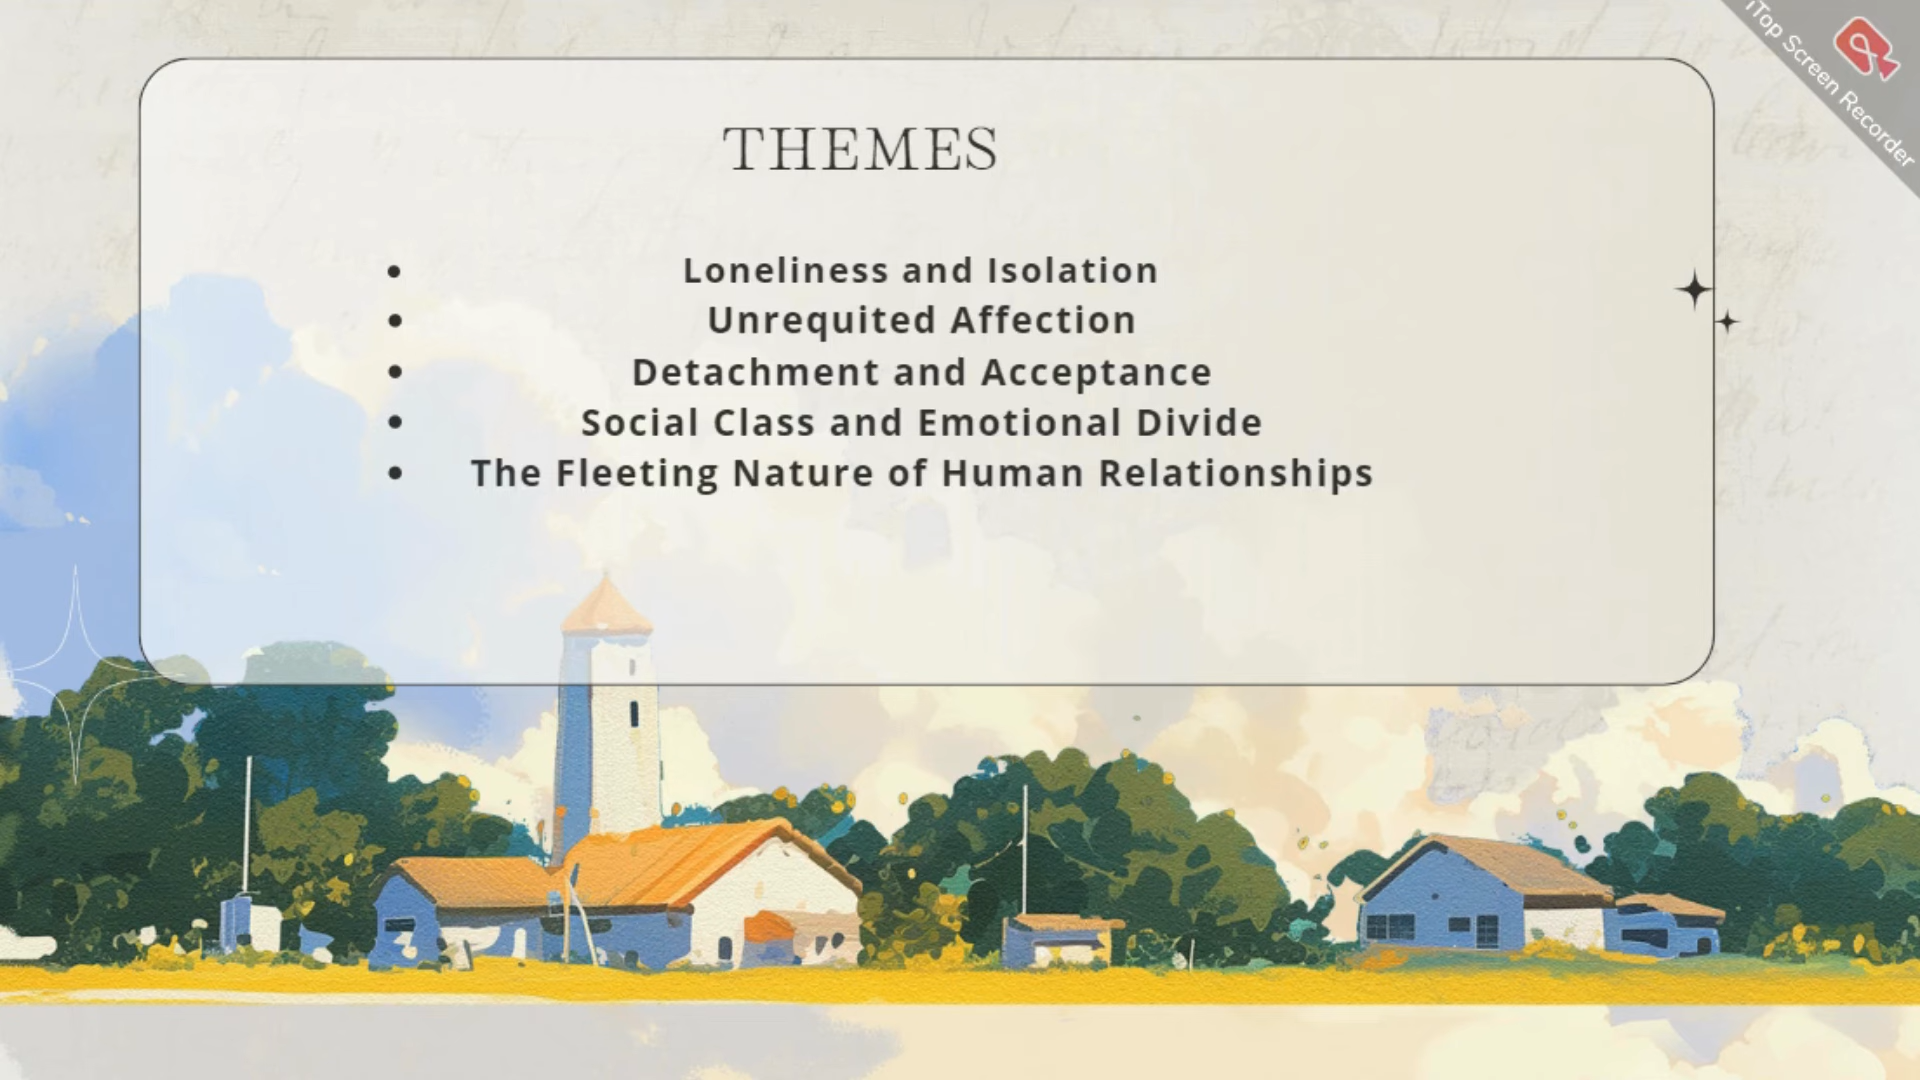 iTop Screen Recorder
THEMES
• Loneliness and Isolation
• Unrequited Affection
• Detachment and Acceptance
• Social Class and Emotional Divide
• The Fleeting Nature of Human Relationships